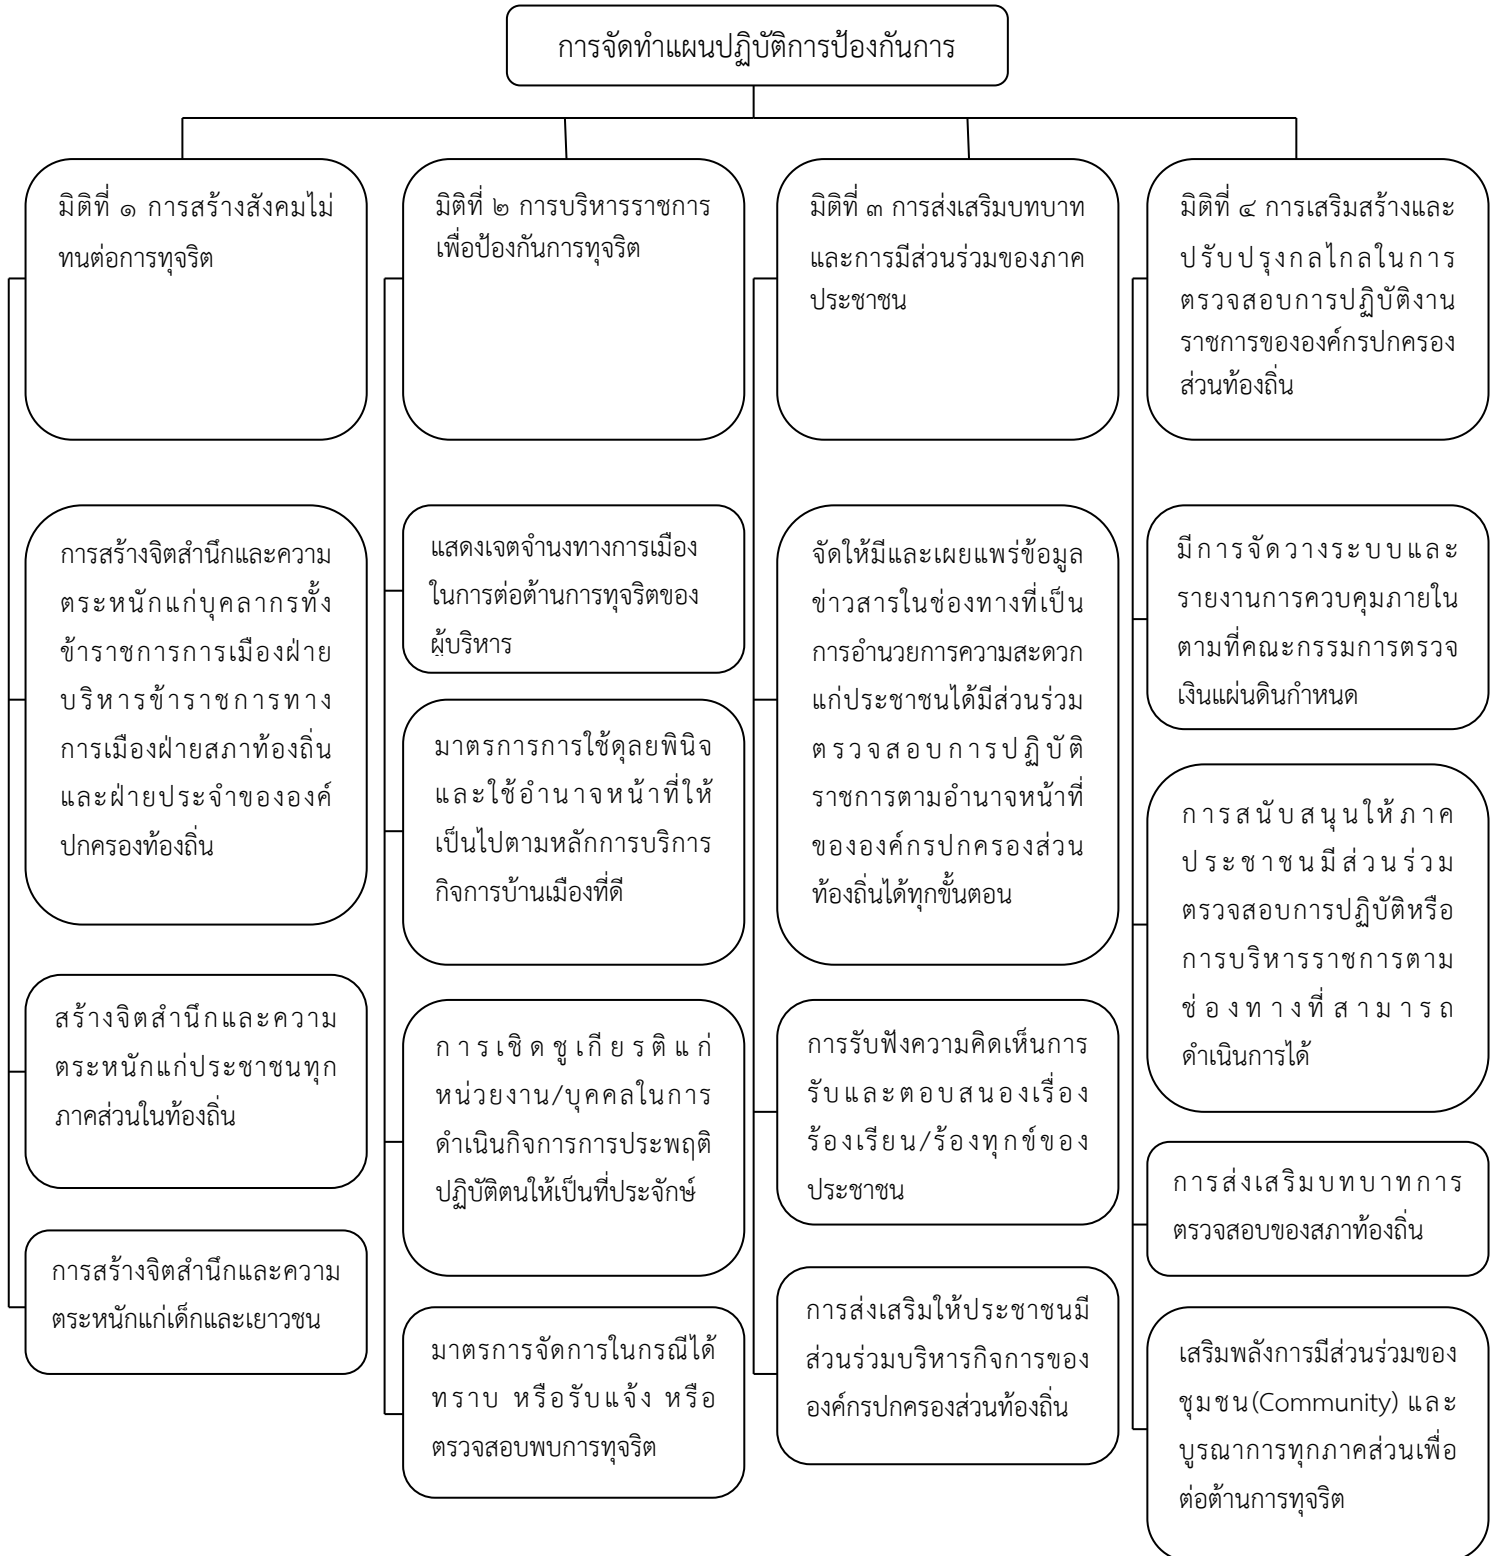 การจัดทำแผนปฏิบัติการป้องกันการ
มิติที่ ๑ การสร้างสังคมไม่
ทนต่อการทุจริต
การสร้างจิตสำนึกและความ
ตระหนักแก่บุคลากรทั้ง
ข้าราชการการเมืองฝ่าย
บริหารข้าราชการทาง
การเมืองฝ่ายสภาท้องถิ่น
และฝ่ายประจำขององค์
ปกครองท้องถิ่น
สร้างจิตสำนึกและความ
ตระหนักแก่ประชาชนทุก
ภาคส่วนในท้องถิ่น
การสร้างจิตสำนึกและความ
ตระหนักแก่เด็กและเยาวชน
มิติที่ ๒ การบริหารราชการ
เพื่อป้องกันการทุจริต
แสดงเจตจำนงทางการเมือง
ในการต่อต้านการทุจริตของ
ผู้บริหาร
มาตรการการใช้ดุลยพินิจ
และใช้อำนาจหน้าที่ให้
เป็นไปตามหลักการบริการ
กิจการบ้านเมืองที่ดี
การเชิดชูเกียรติแก่
หน่วยงาน/บุคคลในการ
ดำเนินกิจการการประพฤติ
ปฏิบัติตนให้เป็นที่ประจักษ์
มาตรการจัดการในกรณีได้
ทราบ หรือรับแจ้ง หรือ
ตรวจสอบพบการทุจริต
มิติที่ ๓ การส่งเสริมบทบาท
และการมีส่วนร่วมของภาค
ประชาชน
จัดให้มีและเผยแพร่ข้อมูล
ข่าวสารในช่องทางที่เป็น
การอำนวยการความสะดวก
แก่ประชาชนได้มีส่วนร่วม
ตรวจสอบการปฏิบัติ
ราชการตามอำนาจหน้าที่
ขององค์กรปกครองส่วน
ท้องถิ่นได้ทุกขั้นตอน
การรับฟังความคิดเห็นการ
รับและตอบสนองเรื่อง
ร้องเรียน/ร้องทุกข์ของ
ประชาชน
การส่งเสริมให้ประชาชนมี
ส่วนร่วมบริหารกิจการของ
องค์กรปกครองส่วนท้องถิ่น
มิติที่ ๔ การเสริมสร้างและ
ปรับปรุงกลไกลในการ
ตรวจสอบการปฏิบัติงาน
ราชการขององค์กรปกครอง
ส่วนท้องถิ่น
มีการจัดวางระบบและ
รายงานการควบคุมภายใน
ตามที่คณะกรรมการตรวจ
เงินแผ่นดินกำหนด
การสนับสนุนให้ภาค
ประชาชนมีส่วนร่วม
ตรวจสอบการปฏิบัติหรือ
การบริหารราชการตาม
ช่องทางที่สามารถ
ดำเนินการได้
การส่งเสริมบทบาทการ
ตรวจสอบของสภาท้องถิ่น
เสริมพลังการมีส่วนร่วมของ
ชุมชน(Community) และ
บูรณาการทุกภาคส่วนเพื่อ
ต่อต้านการทุจริต